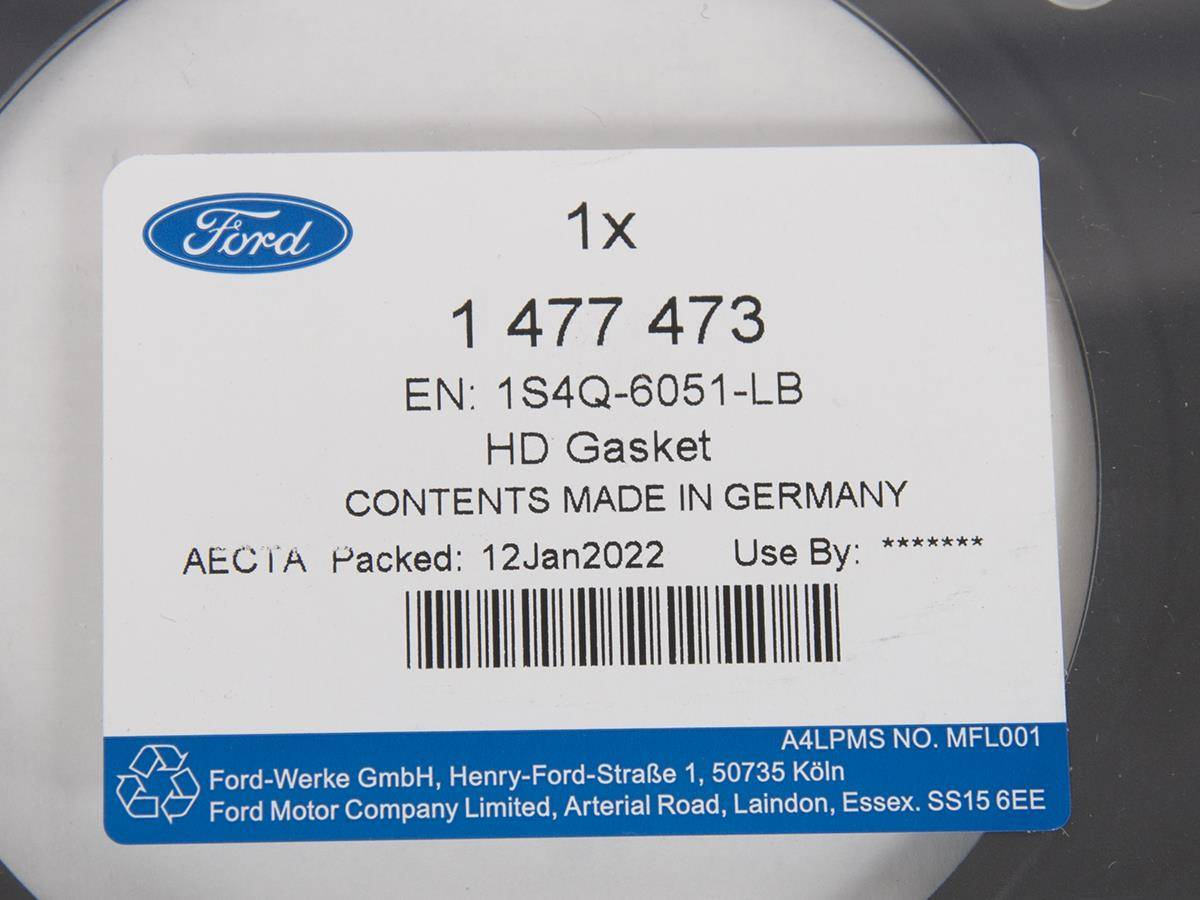 Ford
1x
1 477 473
EN: 1S4Q-6051-LB
HD Gasket
CONTENTS MADE IN GERMANY
AECTA Packed: 12Jan2022 Use By: *******
A4LPMS NO. MFL001
Ford-Werke GmbH, Henry-Ford-Straße 1, 50735 Köln
Ford Motor Company Limited, Arterial Road, Laindon, Essex. SS15 6EE